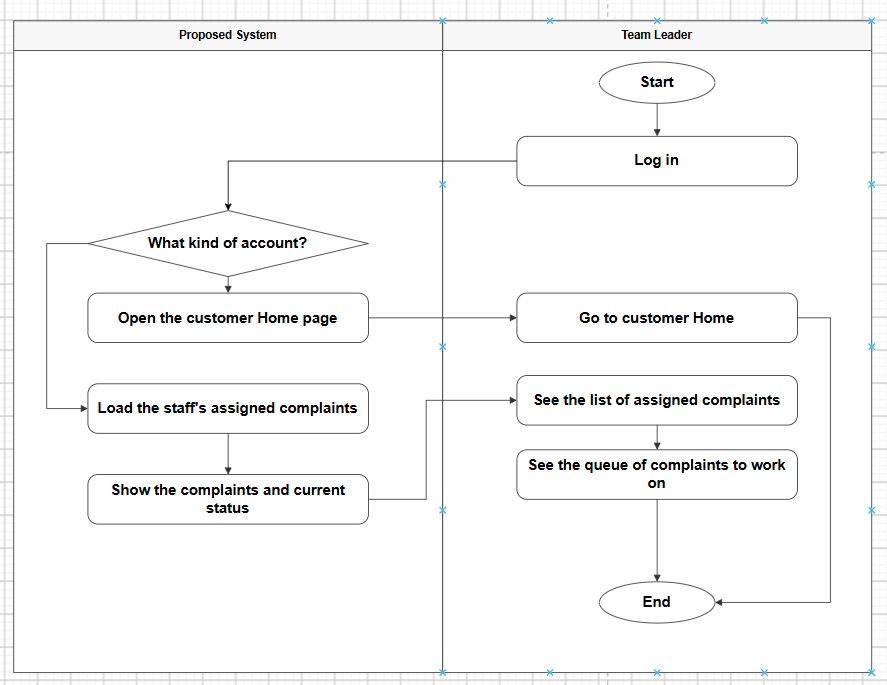 Proposed System
Team Leader
Start
Log in
What kind of account?
Open the customer Home page
Go to customer Home
Load the staff's assigned complaints
See the list of assigned complaints
Show the complaints and current
status
See the queue of complaints to work
on
End